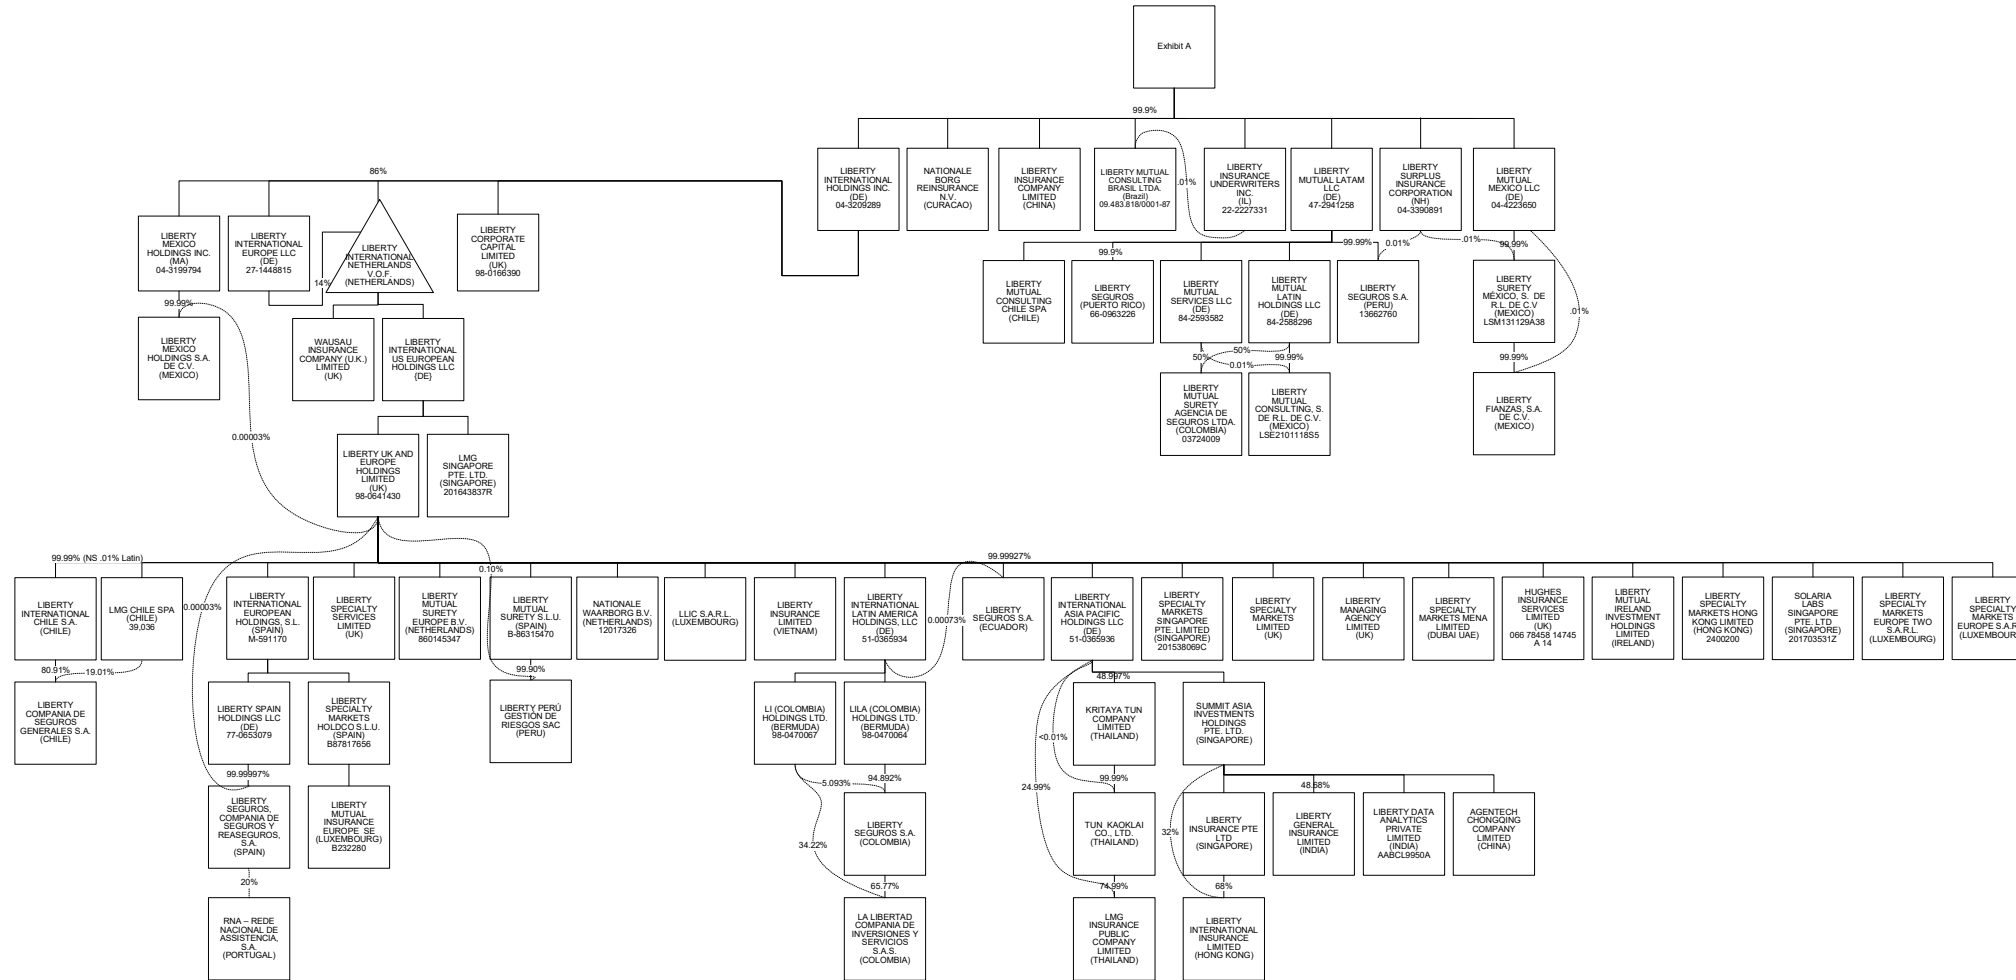 Exhibit A
99.9%
LIBERTY
INTERNATIONAL
HOLDINGS INC.
(DE)
04-3209289
NATIONALE
BORG
REINSURANCE
N.V.
(CURACAO)
LIBERTY
INSURANCE
COMPANY
LIMITED
(CHINA)
LIBERTY MUTUAL
CONSULTING
BRASIL LTDA.
(Brazil)
09.483.818/0001-87
.01%
LIBERTY
INSURANCE
UNDERWRITERS
INC.
(IL)
22-2227331
LIBERTY
MUTUAL LATAM
LLC
(DE)
47-2941258
LIBERTY
SURPLUS
INSURANCE
CORPORATION
(NH)
04-3390891
LIBERTY
MUTUAL
MEXICO LLC
(DE)
04-4223650
86%
LIBERTY
MEXICO
HOLDINGS INC.
(MA)
04-3199794
LIBERTY
INTERNATIONAL
EUROPE LLC
(DE)
27-1448815
14%
LIBERTY
INTERNATIONAL
NETHERLANDS
V.O.F.
(NETHERLANDS)
LIBERTY
CORPORATE
CAPITAL
LIMITED
(UK)
98-0166390
99.9%
99.99%
0.01%
.01%
99.99%
LIBERTY
MUTUAL
CONSULTING
CHILE SPA
(CHILE)
LIBERTY
SEGUROS
(PUERTO RICO)
66-0963226
LIBERTY
MUTUAL
SERVICES LLC
(DE)
84-2593582
LIBERTY
MUTUAL
LATIN
HOLDINGS LLC
(DE)
84-2588296
LIBERTY
SEGUROS S.A.
(PERU)
13662760
LIBERTY
SURETY
MÉXICO, S. DE
R.L. DE C.V
(MEXICO)
LSM131129A38
.01%
99.99%
LIBERTY
MEXICO
HOLDINGS S.A.
DE C.V.
(MEXICO)
WAUSAU
INSURANCE
COMPANY (U.K.)
LIMITED
(UK)
LIBERTY
INTERNATIONAL
US EUROPEAN
HOLDINGS LLC
(DE)
50%
50%
0.01%
99.99%
99.99%
LIBERTY
MUTUAL
SURETY
AGENCIA DE
SEGUROS LTDA.
(COLOMBIA)
03724009
LIBERTY
MUTUAL
CONSULTING, S.
DE R.L. DE C.V.
(MEXICO)
LSE2101118S5
LIBERTY
FIANZAS, S.A.
DE C.V.
(MEXICO)
0.00003%
LIBERTY UK AND
EUROPE
HOLDINGS
LIMITED
(UK)
98-0641430
LMG
SINGAPORE
PTE. LTD.
(SINGAPORE)
201643837R
99.99% (NS .01% Latin)
0.10%
99.99927%
LIBERTY
INTERNATIONAL
CHILE S.A.
(CHILE)
LMG CHILE SPA
(CHILE)
39,036
0.00003%
LIBERTY
INTERNATIONAL
EUROPEAN
HOLDINGS, S.L.
(SPAIN)
M-591170
LIBERTY
SPECIALTY
SERVICES
LIMITED
(UK)
LIBERTY
MUTUAL
SURETY
EUROPE B.V.
(NETHERLANDS)
860145347
LIBERTY
MUTUAL
SURETY S.L.U.
(SPAIN)
B-86315470
NATIONALE
WAARBORG B.V.
(NETHERLANDS)
12017326
LLIC S.A.R.L.
(LUXEMBOURG)
LIBERTY
INSURANCE
LIMITED
(VIETNAM)
LIBERTY
INTERNATIONAL
LATIN AMERICA
HOLDINGS, LLC
(DE)
51-0365934
0.00073%
LIBERTY
SEGUROS S.A.
(ECUADOR)
LIBERTY
INTERNATIONAL
ASIA PACIFIC
HOLDINGS LLC
(DE)
51-0365936
LIBERTY
SPECIALTY
MARKETS
SINGAPORE
PTE. LIMITED
(SINGAPORE)
201538069C
LIBERTY
SPECIALTY
MARKETS
LIMITED
(UK)
LIBERTY
MANAGING
AGENCY
LIMITED
(UK)
LIBERTY
SPECIALTY
MARKETS MENA
LIMITED
(DUBAI UAE)
HUGHES
INSURANCE
SERVICES
LIMITED
(UK)
066 78458 14745
A 14
LIBERTY
MUTUAL
IRELAND
INVESTMENT
HOLDINGS
LIMITED
(IRELAND)
LIBERTY
SPECIALTY
MARKETS HONG
KONG LIMITED
(HONG KONG)
2400200
SOLARIA
LABS
SINGAPORE
PTE. LTD
(SINGAPORE)
201703531Z
LIBERTY
SPECIALTY
MARKETS
EUROPE TWO
S.A.R.L.
(LUXEMBOURG)
LIBERTY
SPECIALTY
MARKETS
EUROPE S.A.R
(LUXEMBOUR
80.91%
19.01%
99.90%
48.997%
LIBERTY
COMPANIA DE
SEGUROS
GENERALES S.A.
(CHILE)
LIBERTY SPAIN
HOLDINGS LLC
(DE)
77-0653079
LIBERTY
SPECIALTY
MARKETS
HOLDCO S.L.U.
(SPAIN)
B87817656
LIBERTY PERÚ
GESTIÓN DE
RIESGOS SAC
(PERU)
LI (COLOMBIA)
HOLDINGS LTD.
(BERMUDA)
98-0470067
LILA (COLOMBIA)
HOLDINGS LTD.
(BERMUDA)
98-0470064
<0.01%
KRITAYA TUN
COMPANY
LIMITED
(THAILAND)
SUMMIT ASIA
INVESTMENTS
HOLDINGS
PTE. LTD.
(SINGAPORE)
99.99997%
5.093%
94.892%
24.99%
99.99%
48.68%
LIBERTY
SEGUROS,
COMPANIA DE
SEGUROS Y
REASEGUROS,
S.A.
(SPAIN)
LIBERTY
MUTUAL
INSURANCE
EUROPE SE
(LUXEMBOURG)
B232280
34.22%
LIBERTY
SEGUROS S.A.
(COLOMBIA)
TUN KAOKLAI
CO., LTD.
(THAILAND)
32%
LIBERTY
INSURANCE PTE
LTD
(SINGAPORE)
LIBERTY
GENERAL
INSURANCE
LIMITED
(INDIA)
LIBERTY DATA
ANALYTICS
PRIVATE
LIMITED
(INDIA)
AABCL9950A
AGENTECH
CHONGQING
COMPANY
LIMITED
(CHINA)
20%
65.77%
74.99%
68%
RNA – REDE
NACIONAL DE
ASSISTENCIA,
S.A.
(PORTUGAL)
LA LIBERTAD
COMPANIA DE
INVERSIONES Y
SERVICIOS
S.A.S.
(COLOMBIA)
LMG
INSURANCE
PUBLIC
COMPANY
LIMITED
(THAILAND)
LIBERTY
INTERNATIONAL
INSURANCE
LIMITED
(HONG KONG)